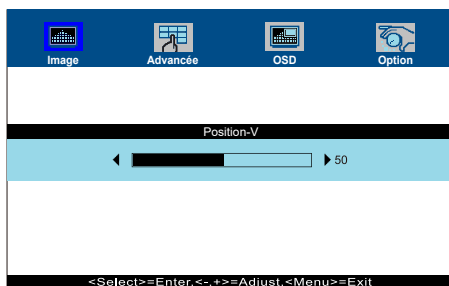 Image Advancée OSD Option
Position-V
50
<Select>=Enter,<-,+>=Adjust,<Menu>=Exit